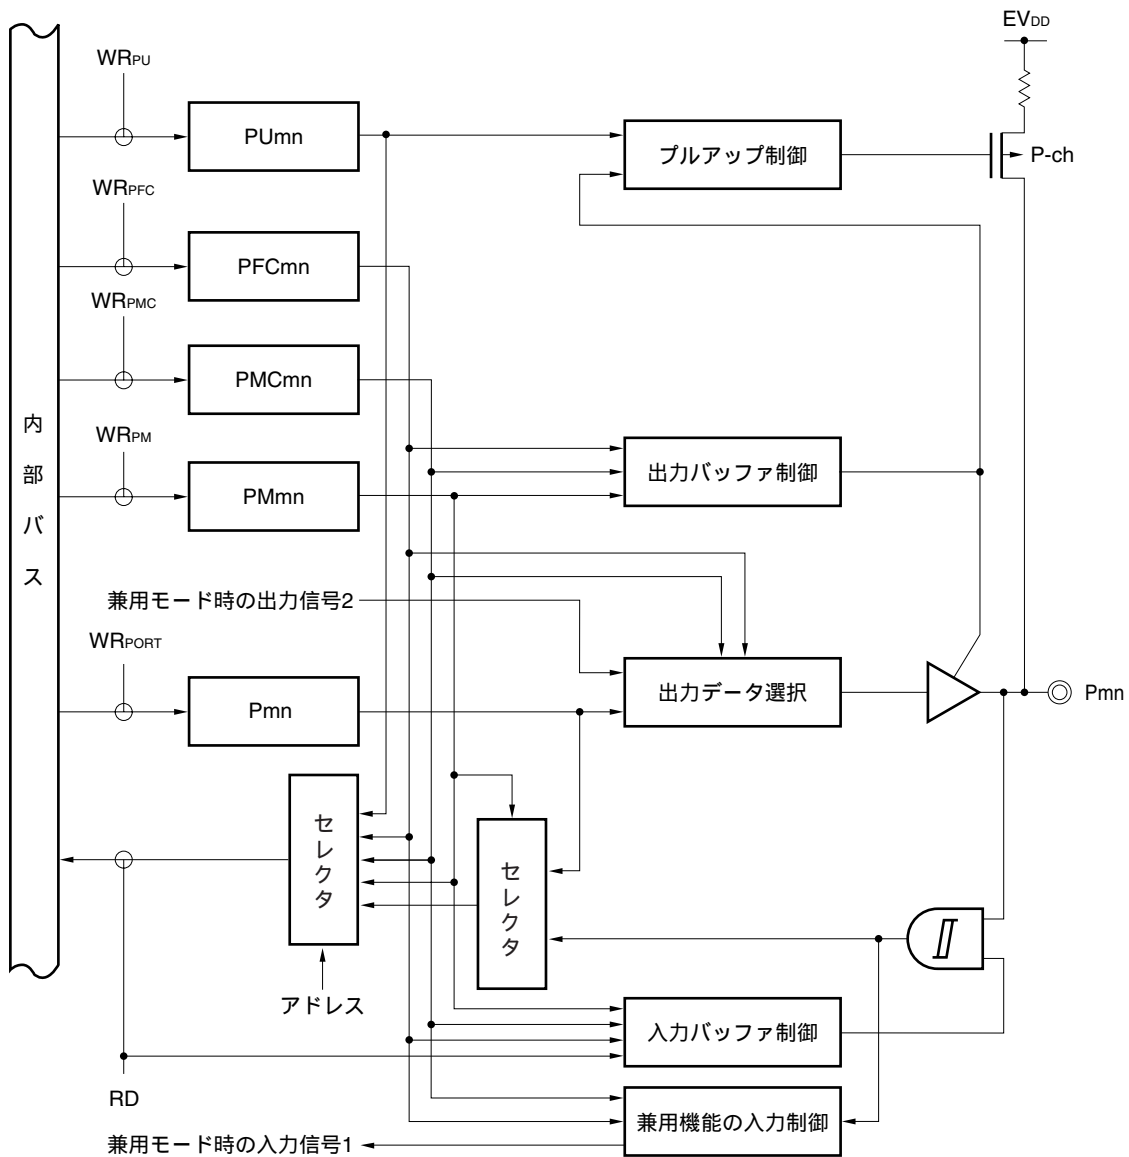 EVDD
WRPU
PUmn
プルアップ制御
P-ch
WRPFC
PFCmn
WRPMC
PMCmn
内部バス
WRPM
PMmn
出力バッファ制御
兼用モード時の出力信号2
WRPORT
Pmn
出力データ選択
Pmn
セレクタ
セレクタ
アドレス
入力バッファ制御
RD
兼用機能の入力制御
兼用モード時の入力信号1